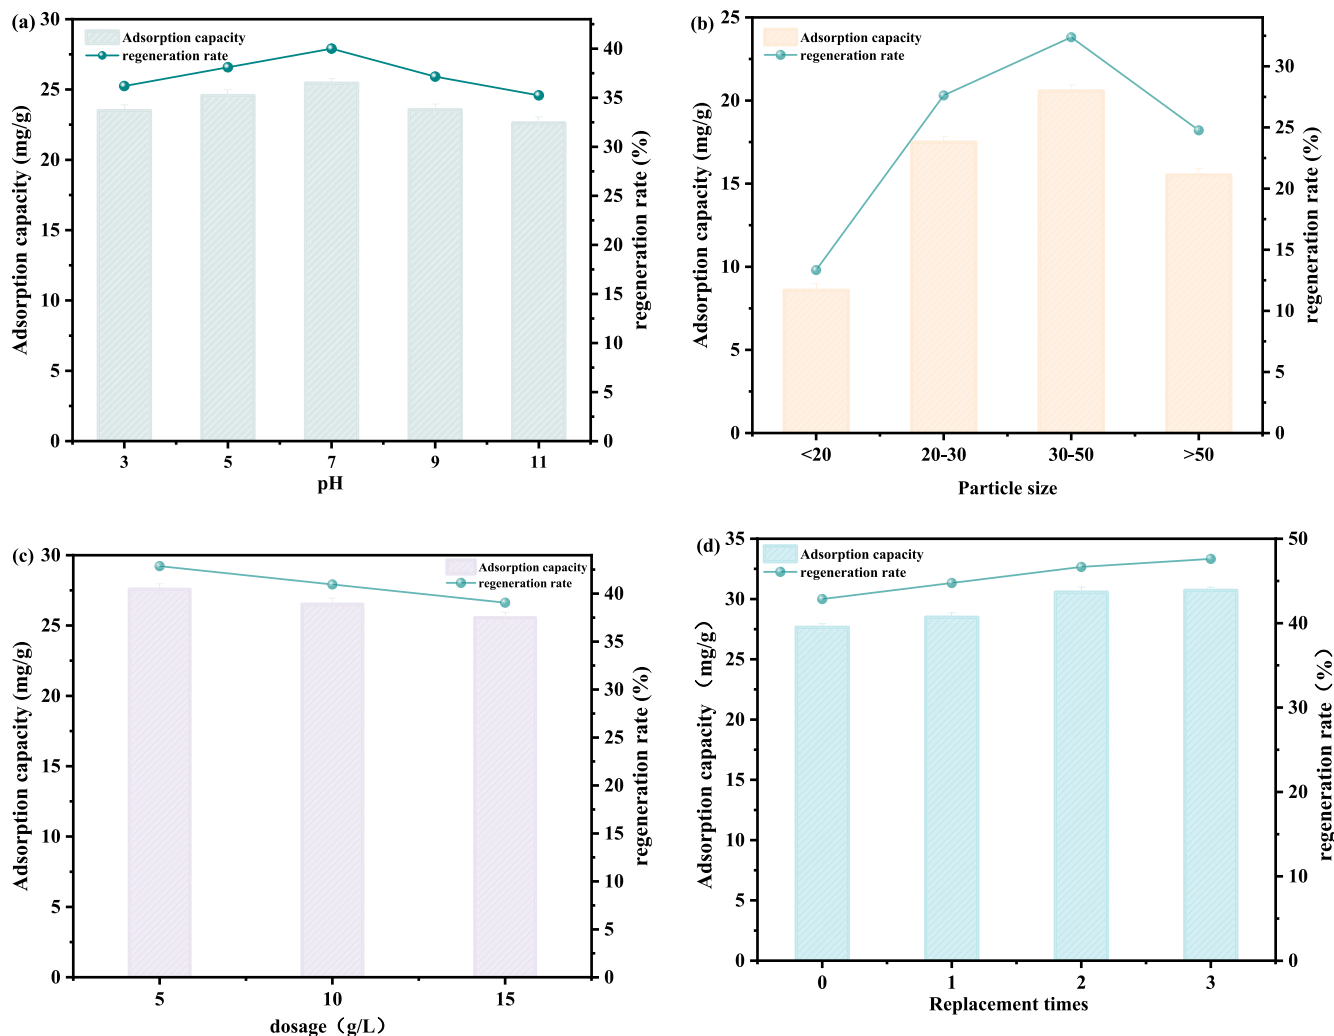 (a)
Adsorption capacity
regeneration rate
Adsorption capacity (mg/g)
30
25
20
15
10
5
0
40
35
30
25
20
15
10
5
0
regeneration rate (%)
3 5 7 9 11
pH
(b)
Adsorption capacity
regeneration rate
Adsorption capacity (mg/g)
25
20
15
10
5
0
30
25
20
15
10
5
0
regeneration rate (%)
<20 20-30 30-50 >50
Particle size
(c)
Adsorption capacity
regeneration rate
Adsorption capacity (mg/g)
30
25
20
15
10
5
0
40
35
30
25
20
15
10
5
0
regeneration rate (%)
5 10 15
dosage（g/L）
(d)
Adsorption capacity
regeneration rate
Adsorption capacity（mg/g）
35
30
25
20
15
10
5
0
50
40
30
20
10
0
regeneration rate（%）
0 1 2 3
Replacement times